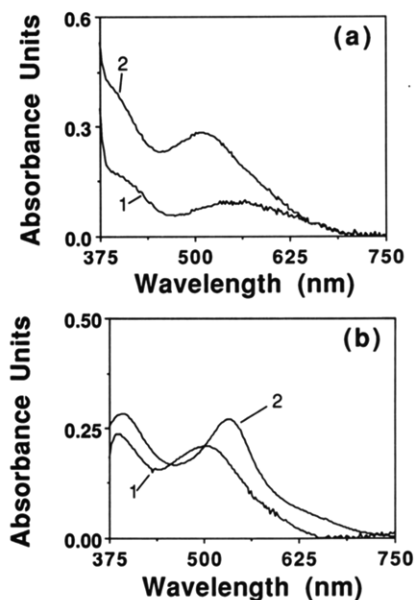 (a)
Absorbance Units
0.6
0.3
0.0
2
1
375 500 625 750
Wavelength (nm)
(b)
Absorbance Units
0.50
0.25
0.00
2
1
375 500 625 750
Wavelength (nm)